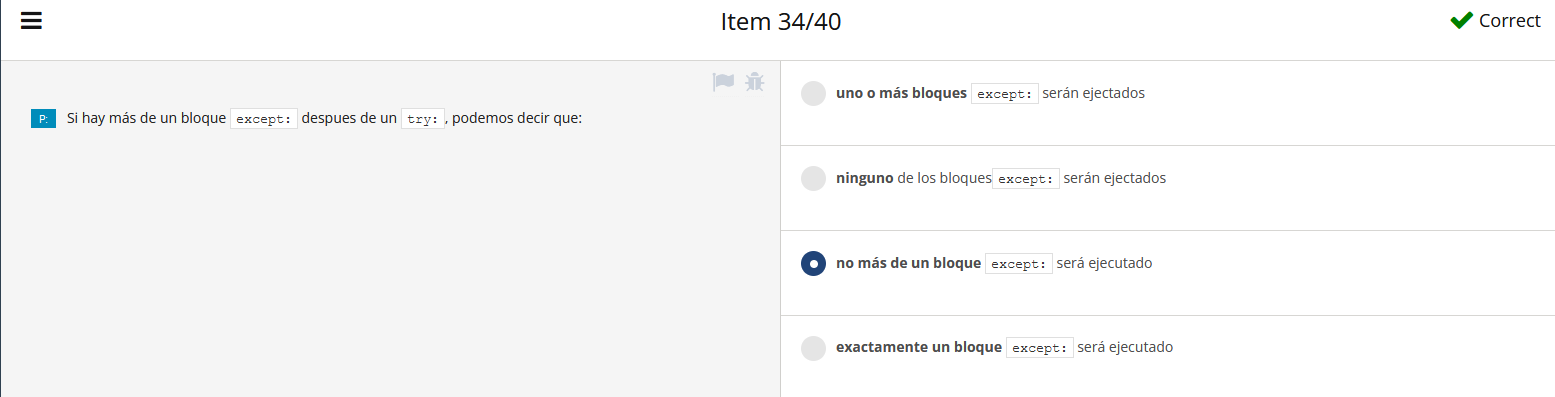 Item 34/40
Correct
P: Si hay más de un bloque except: despues de un try: , podemos decir que:
uno o más bloques except: serán ejectados
ninguno de los bloques except: serán ejectados
no más de un bloque except: será ejecutado
exactamente un bloque except: será ejecutado